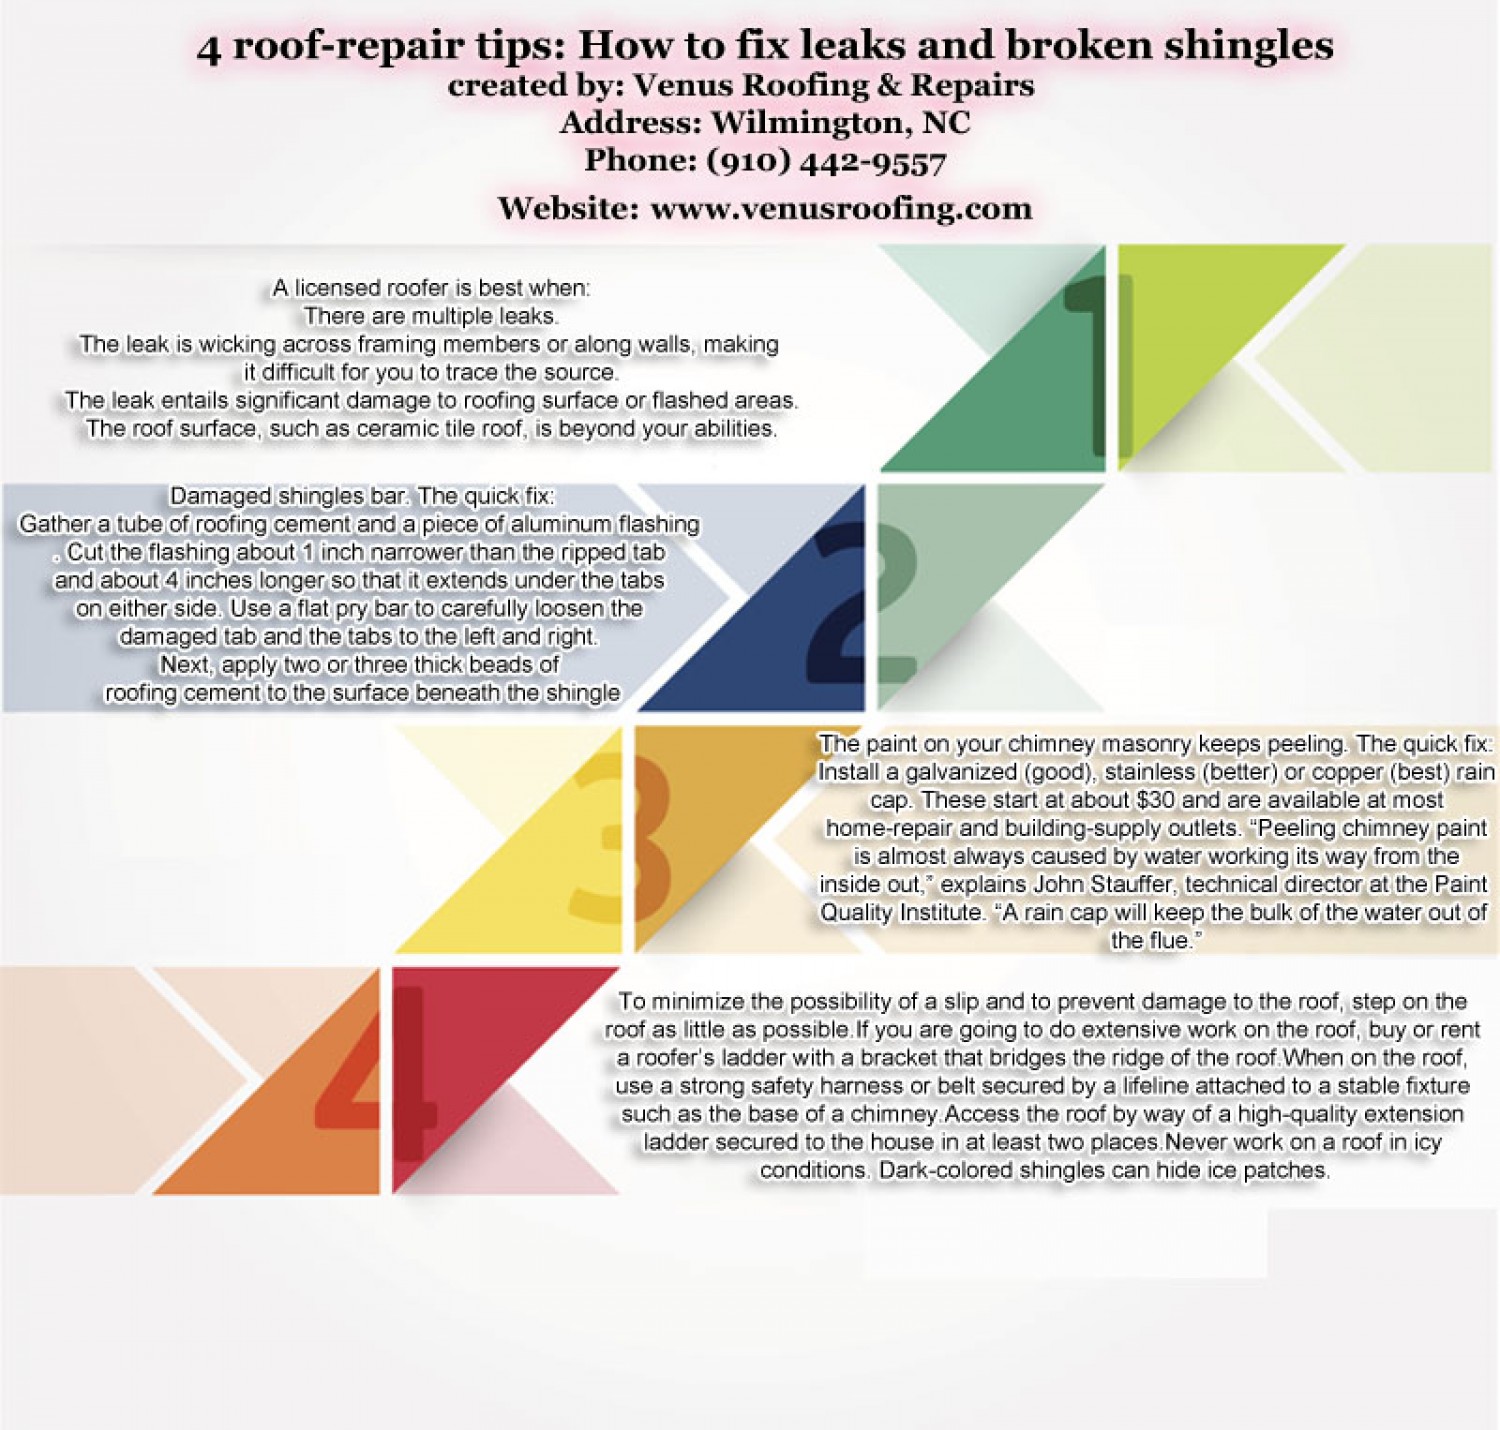 4 roof-repair tips: How to fix leaks and broken shingles
created by: Venus Roofing & Repairs
Address: Wilmington, NC
Phone: (910) 442-9557
Website: www.venusroofing.com
1
A licensed roofer is best when:
There are multiple leaks.
The leak is wicking across framing members or along walls, making
it difficult for you to trace the source.
The leak entails significant damage to roofing surface or flashed areas.
The roof surface, such as ceramic tile roof, is beyond your abilities.
2
Damaged shingles bar. The quick fix:
Gather a tube of roofing cement and a piece of aluminum flashing
. Cut the flashing about 1 inch narrower than the ripped tab
and about 4 inches longer so that it extends under the tabs
on either side. Use a flat pry bar to carefully loosen the
damaged tab and the tabs to the left and right.
Next, apply two or three thick beads of
roofing cement to the surface beneath the shingle
3
The paint on your chimney masonry keeps peeling. The quick fix:
Install a galvanized (good), stainless (better) or copper (best) rain
cap. These start at about $30 and are available at most
home-repair and building-supply outlets. “Peeling chimney paint
is almost always caused by water working its way from the
inside out,” explains John Stauffer, technical director at the Paint
Quality Institute. “A rain cap will keep the bulk of the water out of
the flue.”
4
To minimize the possibility of a slip and to prevent damage to the roof, step on the
roof as little as possible.If you are going to do extensive work on the roof, buy or rent
a roofer's ladder with a bracket that bridges the ridge of the roof.When on the roof,
use a strong safety harness or belt secured by a lifeline attached to a stable fixture
such as the base of a chimney.Access the roof by way of a high-quality extension
ladder secured to the house in at least two places.Never work on a roof in icy
conditions. Dark-colored shingles can hide ice patches.